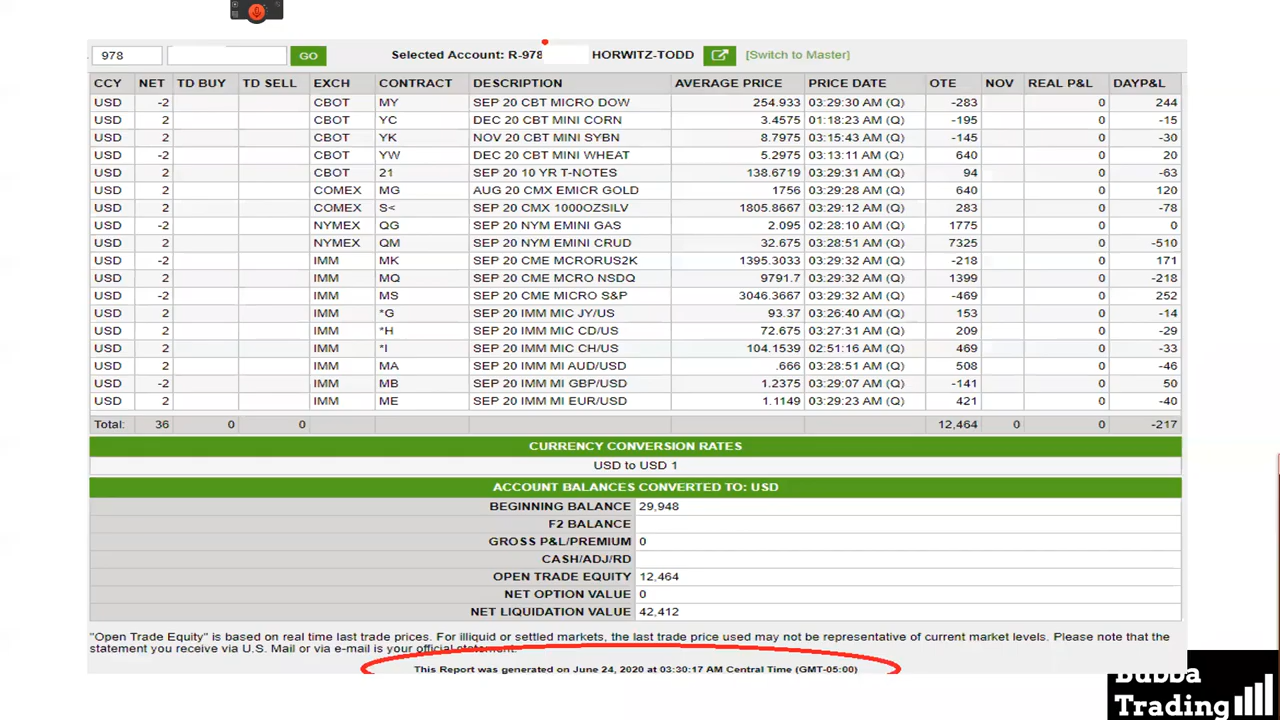 978 GO Selected Account: R-978 HORWITZ-TODD [Switch to Master]
CCY NET TD BUY TD SELL EXCH CONTRACT DESCRIPTION AVERAGE PRICE PRICE DATE OTE NOV REAL P&L DAYP&L
USD -2 CBOT MY SEP 20 CBT MICRO DOW 254.933 03:29:30 AM (Q) -283 0 244
USD 2 CBOT YC DEC 20 CBT MINI CORN 3.4575 01:18:23 AM (Q) -195 0 -15
USD 2 CBOT YK NOV 20 CBT MINI SYBN 8.7975 03:15:43 AM (Q) -145 0 -30
USD -2 CBOT YW DEC 20 CBT MINI WHEAT 5.2975 03:13:11 AM (Q) 640 0 20
USD 2 CBOT 21 SEP 20 10 YR T-NOTES 138.6719 03:29:31 AM (Q) 94 0 -63
USD 2 COMEX MG AUG 20 CMX EMICR GOLD 1756 03:29:28 AM (Q) 640 0 120
USD 2 COMEX S< SEP 20 CMX 1000OZSILV 1805.8667 03:29:12 AM (Q) 283 0 -78
USD -2 NYMEX QG SEP 20 NYM EMINI GAS 2.095 02:28:10 AM (Q) 1775 0 0
USD 2 NYMEX QM SEP 20 NYM EMINI CRUD 32.675 03:28:51 AM (Q) 7325 0 -510
USD -2 IMM MK SEP 20 CME MCRORUS2K 1395.3033 03:29:32 AM (Q) -218 0 171
USD 2 IMM MQ SEP 20 CME MCRO NSDQ 9791.7 03:29:32 AM (Q) 1399 0 -218
USD -2 IMM MS SEP 20 CME MICRO S&P 3046.3667 03:29:32 AM (Q) -469 0 252
USD 2 IMM *G SEP 20 IMM MIC JY/US 93.37 03:26:40 AM (Q) 153 0 -14
USD 2 IMM *H SEP 20 IMM MIC CD/US 72.675 03:27:31 AM (Q) 209 0 -29
USD 2 IMM *I SEP 20 IMM MIC CH/US 104.1539 02:51:16 AM (Q) 469 0 -33
USD 2 IMM MA SEP 20 IMM MI AUD/USD .666 03:28:51 AM (Q) 508 0 -46
USD -2 IMM MB SEP 20 IMM MI GBP/USD 1.2375 03:29:07 AM (Q) -141 0 50
USD 2 IMM ME SEP 20 IMM MI EUR/USD 1.1149 03:29:23 AM (Q) 421 0 -40
Total: 36 0 0 12,464 0 0 -217
CURRENCY CONVERSION RATES
USD to USD 1
ACCOUNT BALANCES CONVERTED TO: USD
BEGINNING BALANCE 29,948
F2 BALANCE
GROSS P&L/PREMIUM 0
CASH/ADJ/RD
OPEN TRADE EQUITY 12,464
NET OPTION VALUE 0
NET LIQUIDATION VALUE 42,412
"Open Trade Equity" is based on real time last trade prices. For illiquid or settled markets, the last trade price used may not be representative of current market levels. Please note that the
statement you receive via U.S. Mail or via e-mail is your official statement.
This Report was generated on June 24, 2020 at 03:30:17 AM Central Time (GMT-05:00)
Bubba
Trading